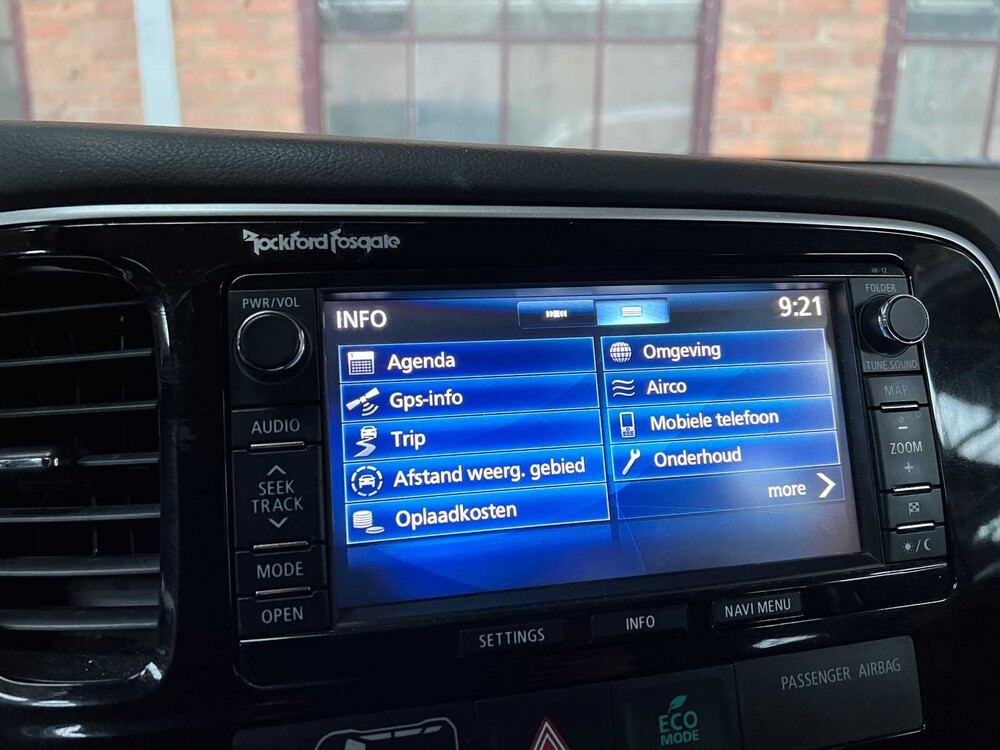 Rockford Fosgate
W-12
PWR/VOL
FOLDER
INFO
9:21
TUNE SOUND
Agenda
Omgeving
Gps-info
Airco
Trip
Mobiele telefoon
Afstand weerg. gebied
Onderhoud
Oplaadkosten
more
AUDIO
SEEK
TRACK
MODE
OPEN
MAP
−
ZOOM
+
SETTINGS
INFO
NAVI MENU
PASSENGER AIRBAG
ECO
MODE